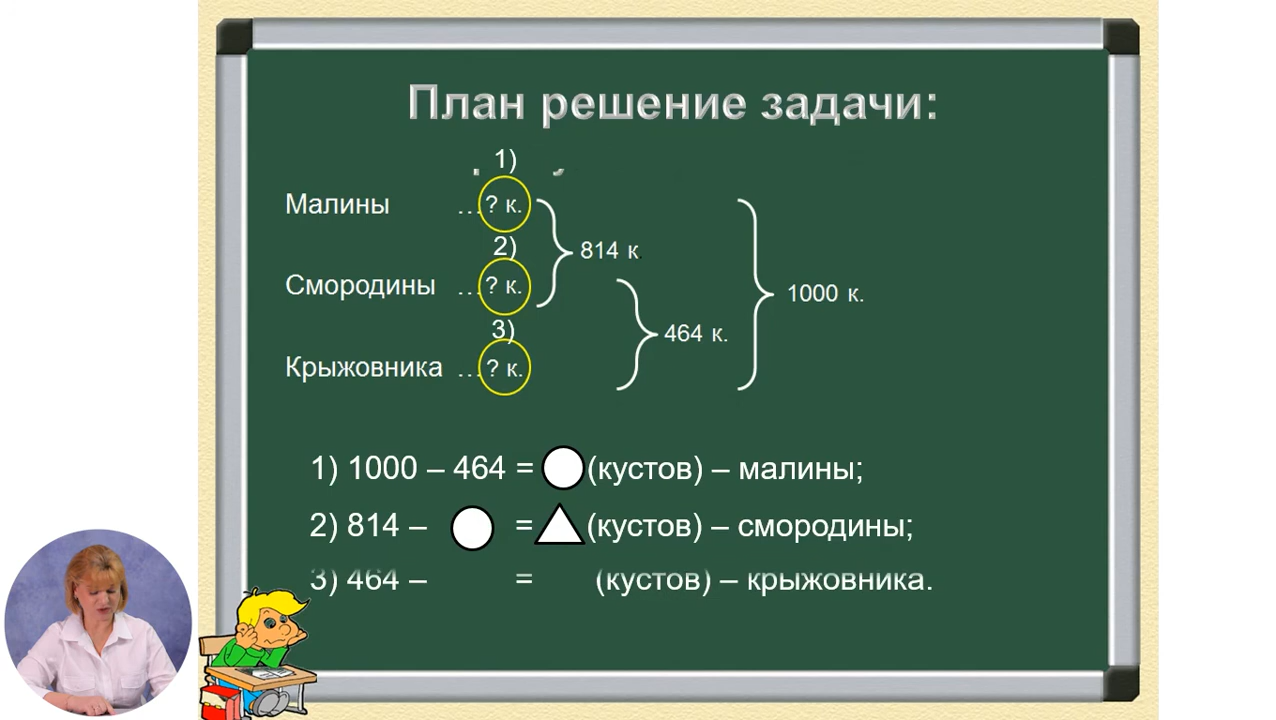 План решение задачи:
1)
Малины ... ? к.
2)
814 к
Смородины ... ? к.
1000 к.
3)
464 к.
Крыжовника ... ? к.
1) 1000 – 464 = (кустов) – малины;
2) 814 – = (кустов) – смородины;
3) 464 – = (кустов) – крыжовника.